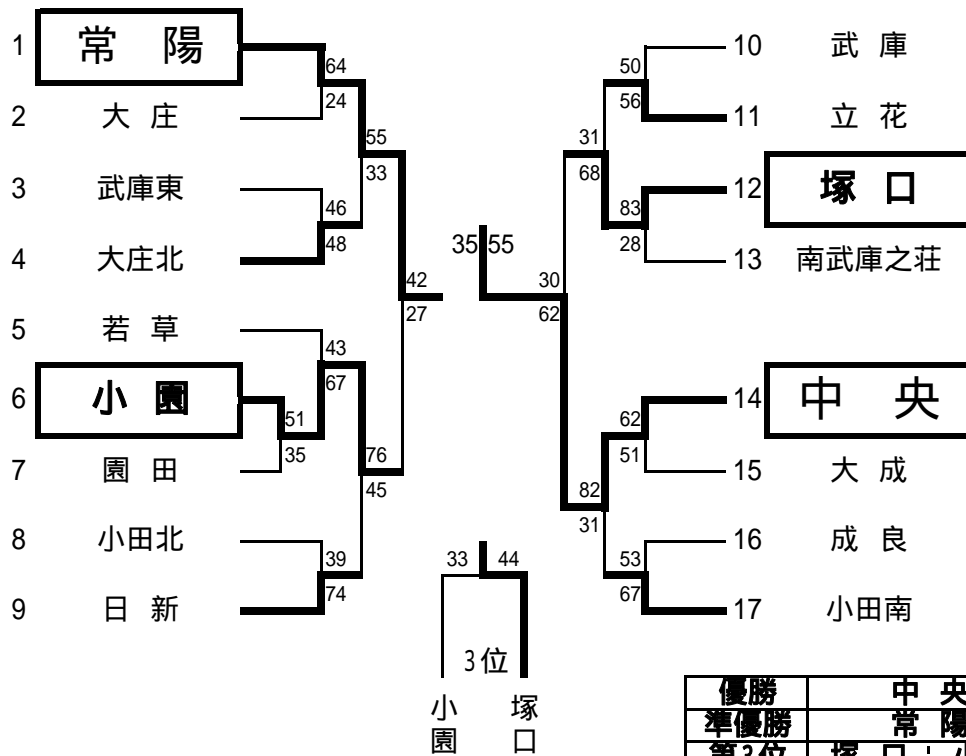 1 常 陽
64
24
2 大 庄
55
33
3 武庫東
46
48
4 大庄北
42
27
5 若 草
43
67
6 小 園
51
35
7 園 田
76
45
8 小田北
39
74
9 日 新
35 55
33 44
3位
小園
塚口
10 武 庫
50
56
11 立 花
31
68
12 塚 口
83
28
13 南武庫之荘
30
62
14 中 央
62
51
15 大 成
82
31
16 成 良
53
67
17 小田南
優勝 中 央
準優勝 常 陽
第3位 塚 口